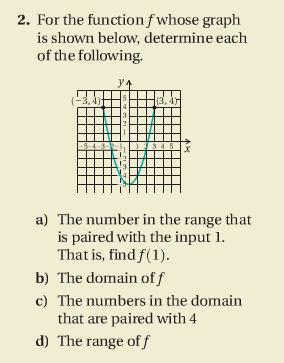 2. For the function f whose graph
is shown below, determine each
of the following.
y
(−3, 4)
(3, 4)
x
a) The number in the range that
is paired with the input 1.
That is, find f(1).
b) The domain of f
c) The numbers in the domain
that are paired with 4
d) The range of f